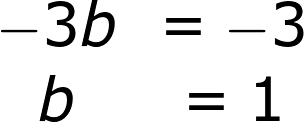 −3b = −3
b = 1